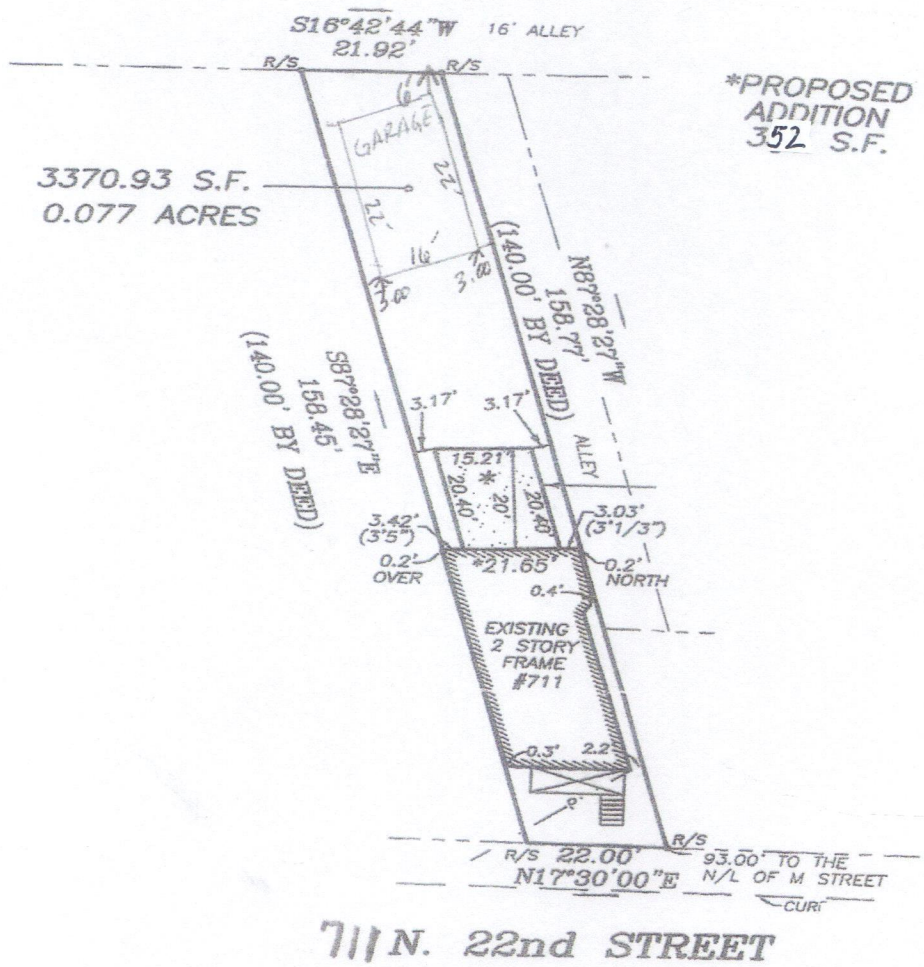 S16°42'44"W 16' ALLEY
21.92'
R/S R/S
*PROPOSED
ADDITION
352 S.F.
6'
GARAGE
3370.93 S.F.
0.077 ACRES
22'
22'
16'
3.00
3.00
N87°28'27"W
158.77'
(140.00' BY DEED)
S87°28'27"E
158.45'
(140.00' BY DEED)
3.17' 3.17'
ALLEY
15.21'
*
20.40' 20' 20.40'
3.42'
(3'5")
3.03'
(3'1/3")
0.2'
OVER
*21.65'
0.2'
NORTH
0.4'
EXISTING
2 STORY
FRAME
#711
0.3' 2.2'
R/S
R/S 22.00'
N17°30'00"E
93.00' TO THE
N/L OF M STREET
CURB
711 N. 22nd STREET